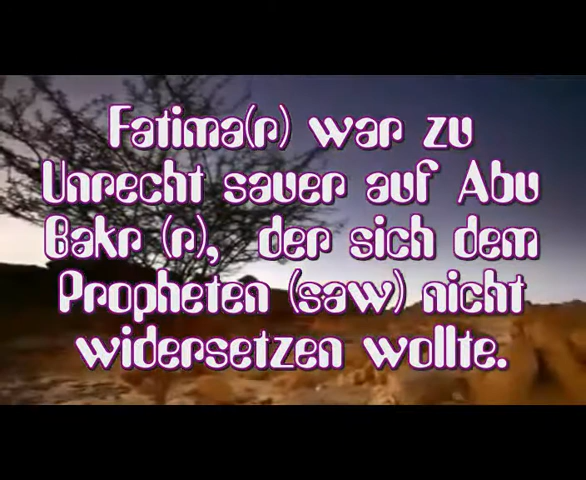 Fatima(r) war zu
Unrecht sauer auf Abu
Bakr (r), der sich dem
Propheten (saw) nicht
widersetzen wollte.